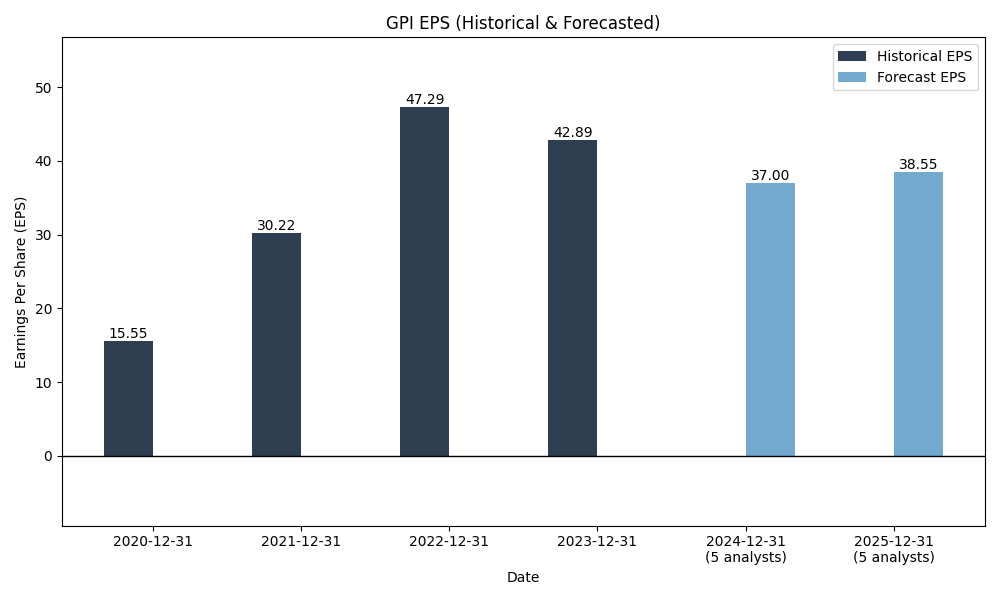 GPI EPS (Historical & Forecasted)
Historical EPS
Forecast EPS
Earnings Per Share (EPS)
50
40
30
20
10
0
15.55
30.22
47.29
42.89
37.00
38.55
2020-12-31
2021-12-31
2022-12-31
2023-12-31
2024-12-31
(5 analysts)
2025-12-31
(5 analysts)
Date